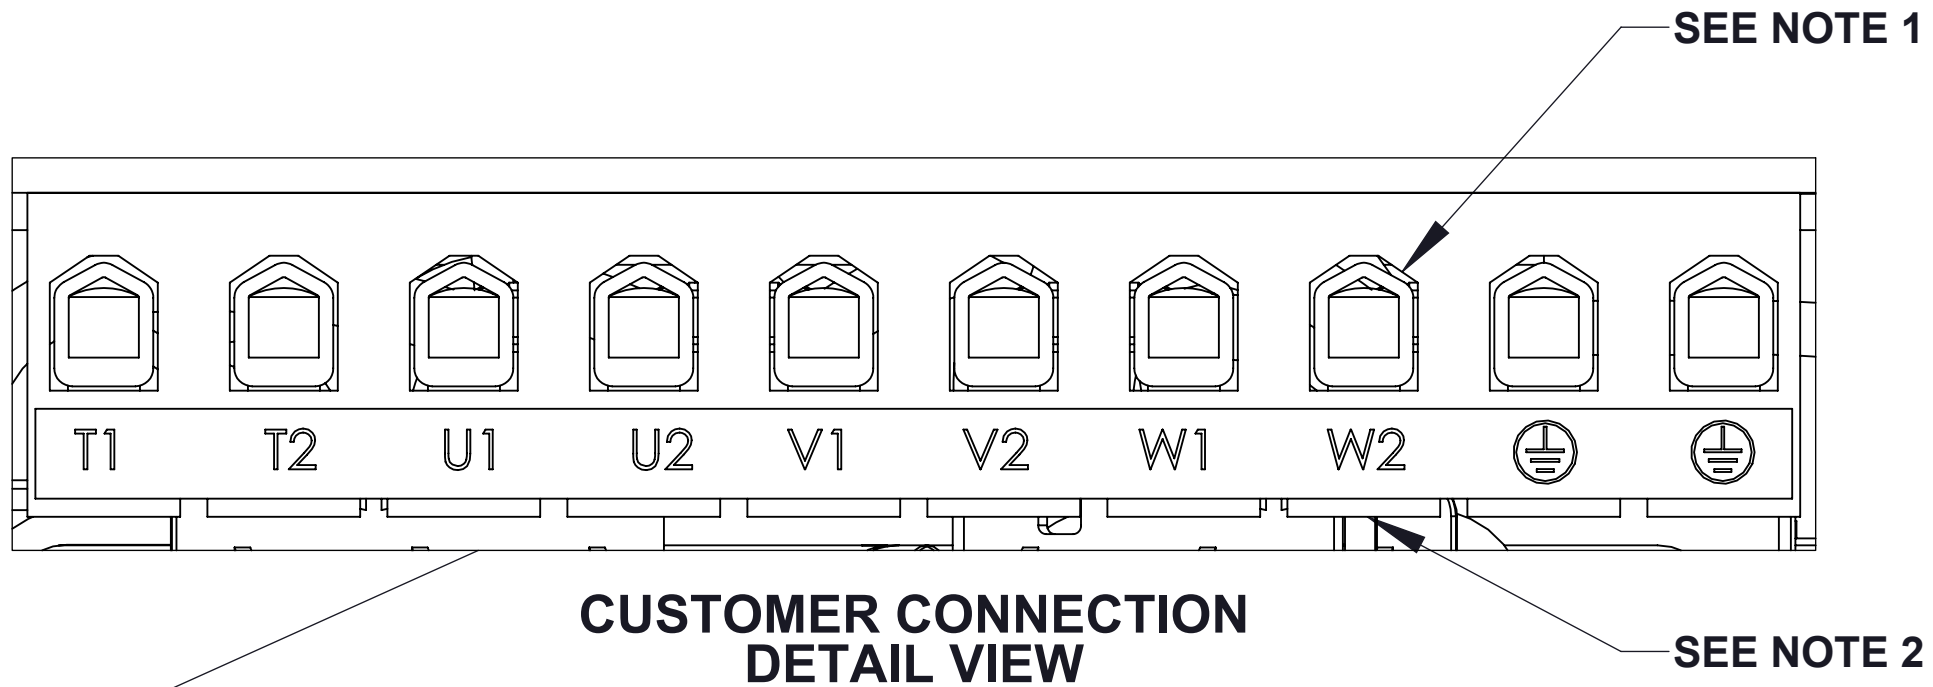 SEE NOTE 1
T1 T2 U1 U2 V1 V2 W1 W2
CUSTOMER CONNECTION
DETAIL VIEW
SEE NOTE 2